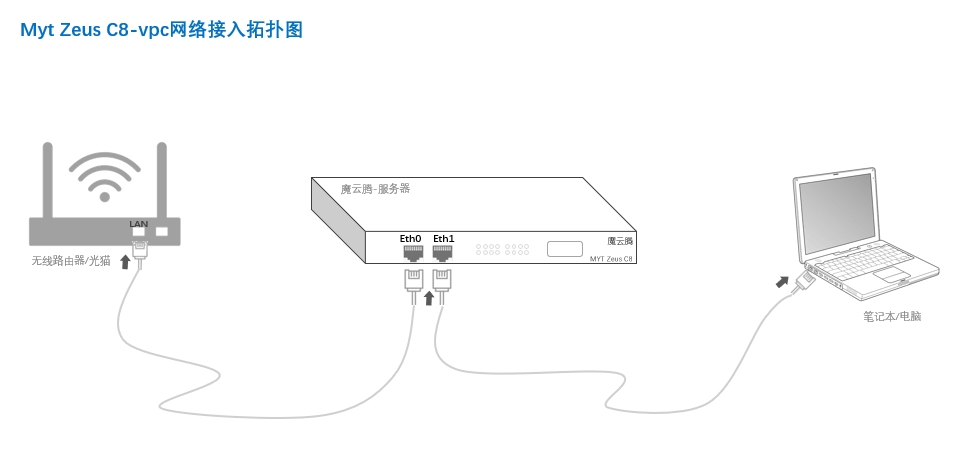 Myt Zeus C8-vpc网络接入拓扑图
魔云腾-服务器
LAN
Eth0 Eth1
魔云腾
MYT Zeus C8
无线路由器/光猫
笔记本/电脑